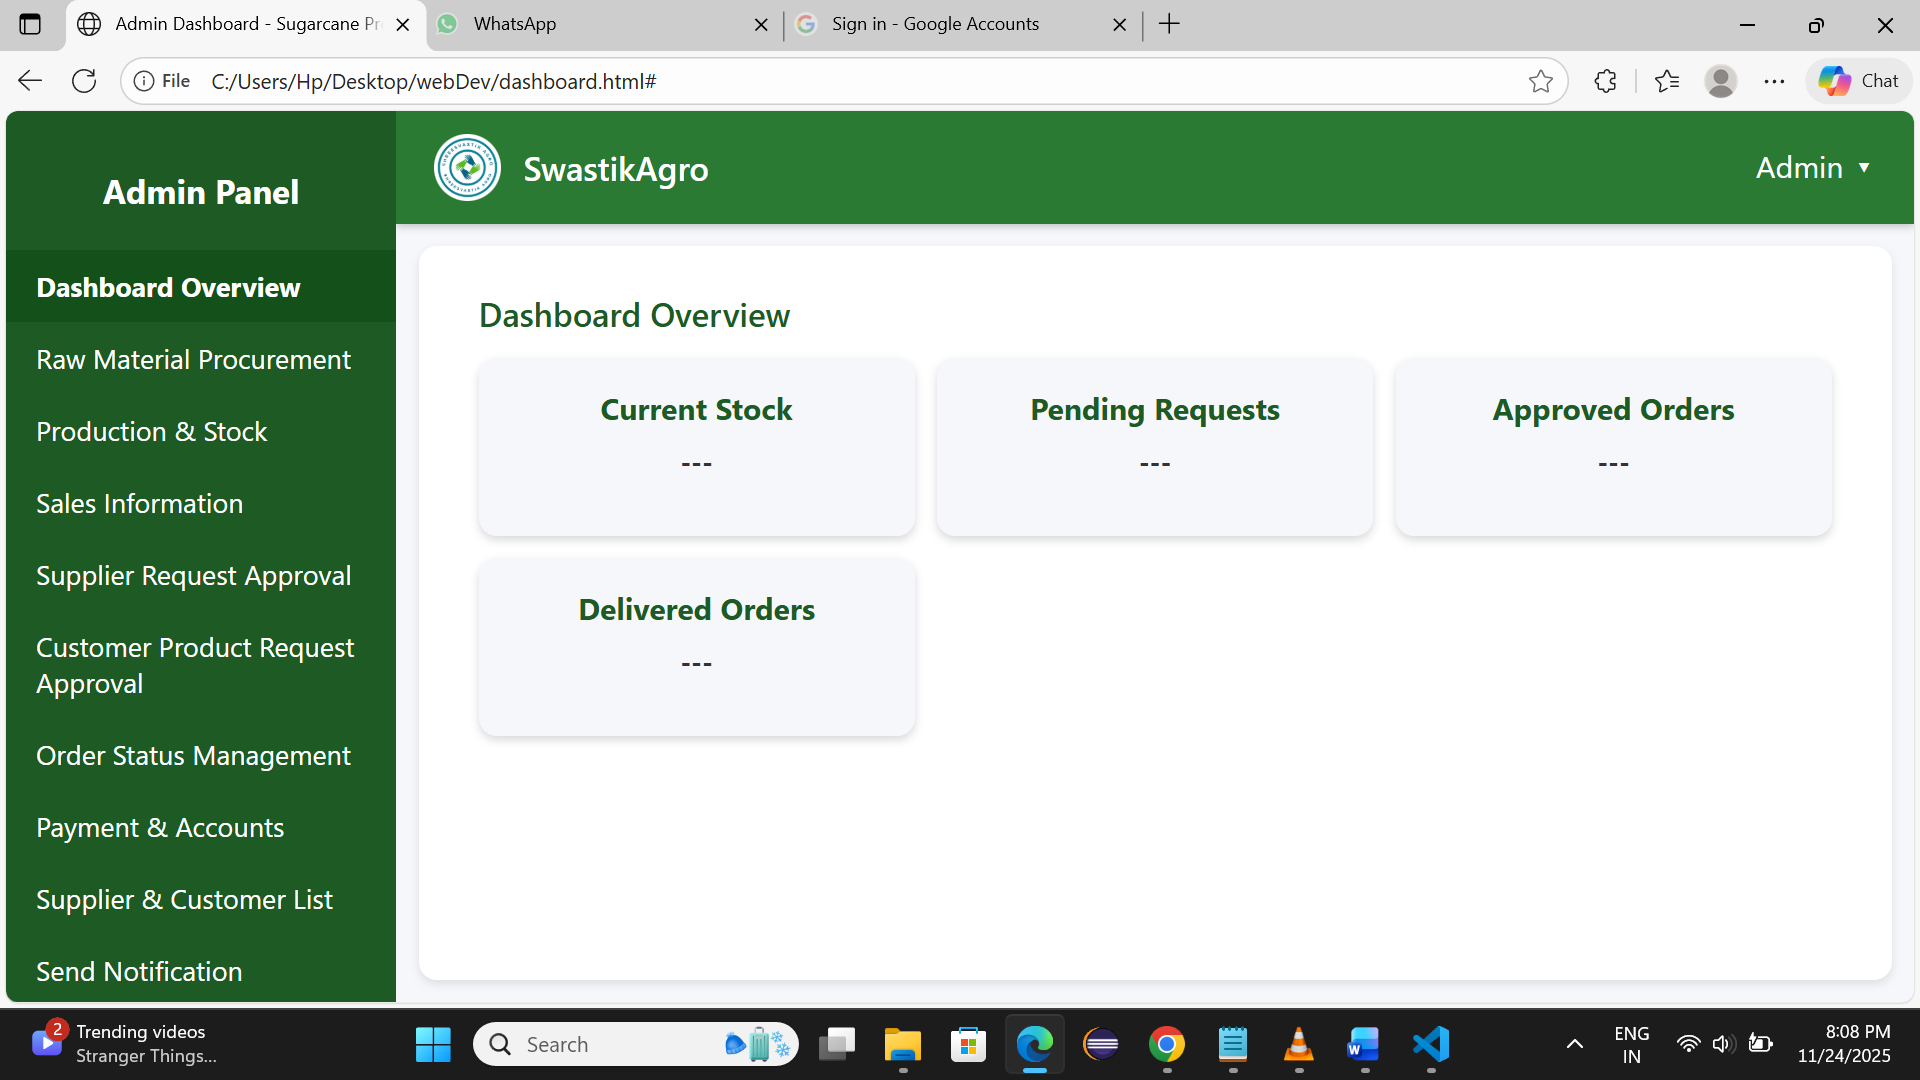 Admin Dashboard - Sugarcane Pr
WhatsApp
Sign in - Google Accounts
File
C:/Users/Hp/Desktop/webDev/dashboard.html#
Chat
Admin Panel
Dashboard Overview
Raw Material Procurement
Production & Stock
Sales Information
Supplier Request Approval
Customer Product Request
Approval
Order Status Management
Payment & Accounts
Supplier & Customer List
Send Notification
SwastikAgro
Admin ▼
Dashboard Overview
Current Stock
---
Pending Requests
---
Approved Orders
---
Delivered Orders
---
2
Trending videos
Stranger Things...
Search
ENG
IN
8:08 PM
11/24/2025